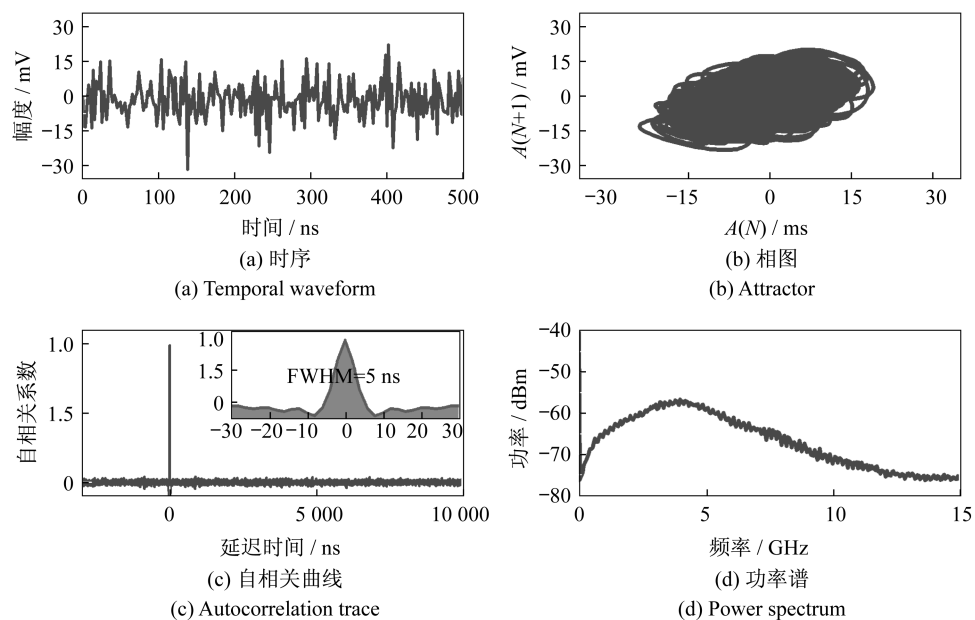 30
15
0
−15
−30
幅度 / mV
0 100 200 300 400 500
时间 / ns
(a) 时序
(a) Temporal waveform
30
15
0
−15
−30
A(N+1) / mV
−30 −15 0 15 30
A(N) / ms
(b) 相图
(b) Attractor
1.0
1.5
0
自相关系数
1.0
1.5
0
FWHM=5 ns
−30 −20 −10 0 10 20 30
0 5 000 10 000
延迟时间 / ns
(c) 自相关曲线
(c) Autocorrelation trace
−40
−50
−60
−70
−80
功率 / dBm
0 5 10 15
频率 / GHz
(d) 功率谱
(d) Power spectrum